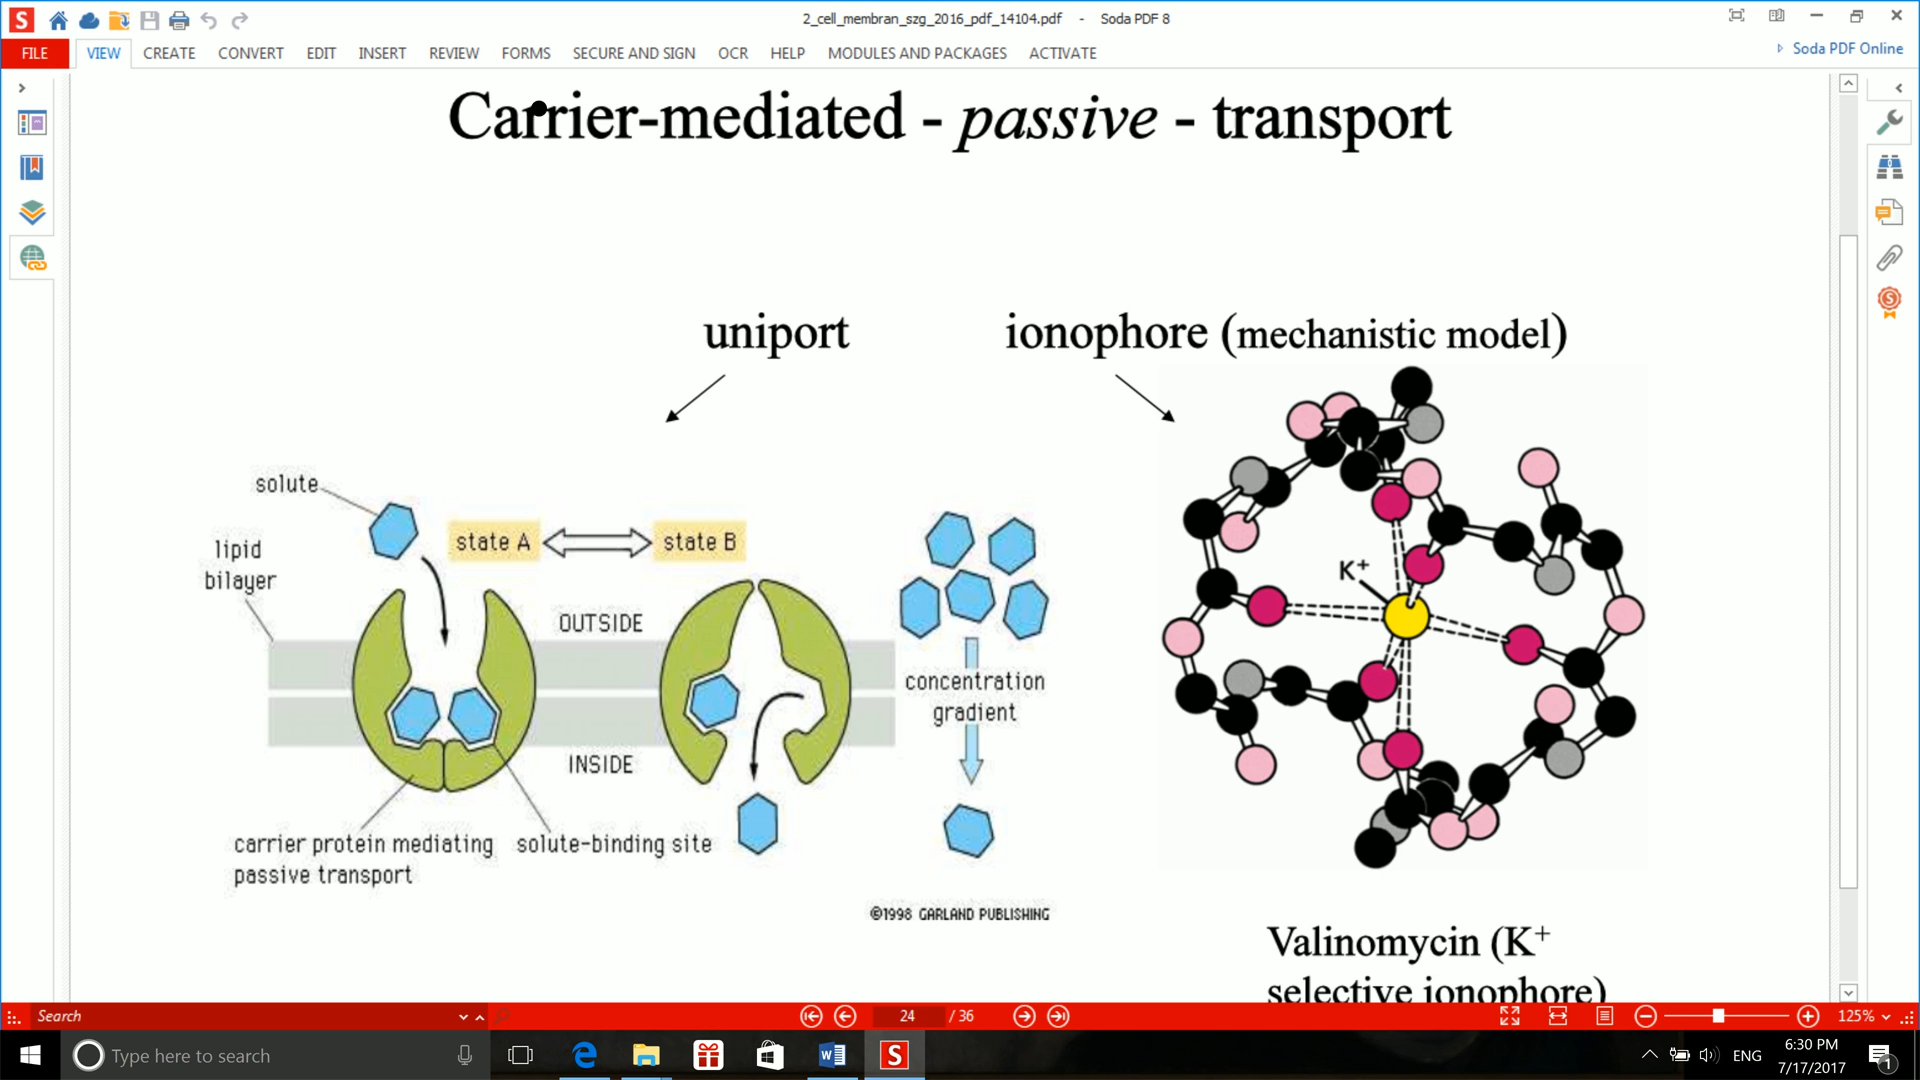 2_cell_membran_szg_2016_pdf_14104.pdf - Soda PDF 8
FILE VIEW CREATE CONVERT EDIT INSERT REVIEW FORMS SECURE AND SIGN OCR HELP MODULES AND PACKAGES ACTIVATE
Soda PDF Online
Carrier-mediated - passive - transport
uniport
ionophore (mechanistic model)
solute
state A
state B
lipid
bilayer
OUTSIDE
INSIDE
concentration
gradient
carrier protein mediating
passive transport
solute-binding site
©1998 GARLAND PUBLISHING
K+
Valinomycin (K+
selective ionophore)
Search
24 / 36
125%
Type here to search
ENG
6:30 PM
7/17/2017
1